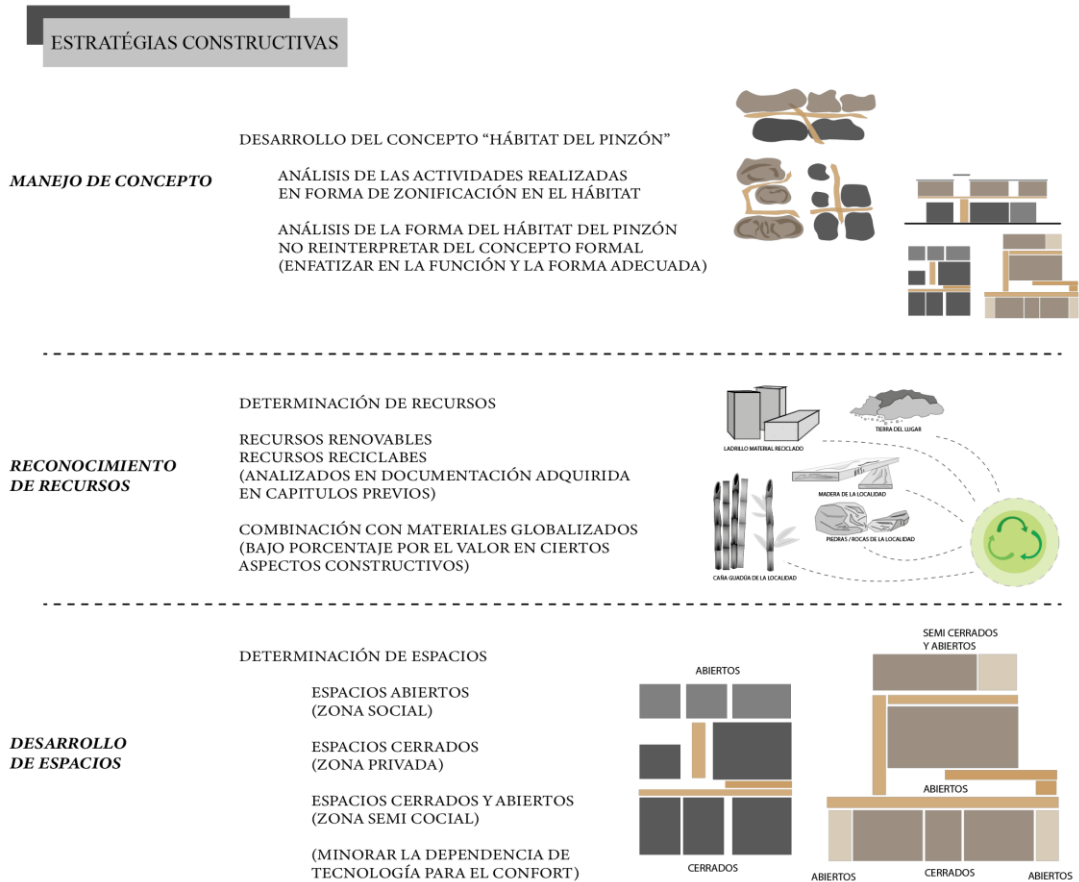 ESTRATÉGIAS CONSTRUCTIVAS
MANEJO DE CONCEPTO
DESARROLLO DEL CONCEPTO “HÁBITAT DEL PINZÓN”
ANÁLISIS DE LAS ACTIVIDADES REALIZADAS
EN FORMA DE ZONIFICACIÓN EN EL HÁBITAT
ANÁLISIS DE LA FORMA DEL HÁBITAT DEL PINZÓN
NO REINTERPRETAR DEL CONCEPTO FORMAL
(ENFATIZAR EN LA FUNCIÓN Y LA FORMA ADECUADA)
RECONOCIMIENTO
DE RECURSOS
DETERMINACIÓN DE RECURSOS
RECURSOS RENOVABLES
RECURSOS RECICLABES
(ANALIZADOS EN DOCUMENTACIÓN ADQUIRIDA
EN CAPITULOS PREVIOS)
COMBINACIÓN CON MATERIALES GLOBALIZADOS
(BAJO PORCENTAJE POR EL VALOR EN CIERTOS
ASPECTOS CONSTRUCTIVOS)
LADRILLO MATERIAL RECICLADO
TIERRA DEL LUGAR
MADERA DE LA LOCALIDAD
PIEDRAS / ROCAS DE LA LOCALIDAD
CAÑA GUADÚA DE LA LOCALIDAD
DESARROLLO
DE ESPACIOS
DETERMINACIÓN DE ESPACIOS
ESPACIOS ABIERTOS
(ZONA SOCIAL)
ESPACIOS CERRADOS
(ZONA PRIVADA)
ESPACIOS CERRADOS Y ABIERTOS
(ZONA SEMI COCIAL)
(MINORAR LA DEPENDENCIA DE
TECNOLOGÍA PARA EL CONFORT)
ABIERTOS
CERRADOS
SEMI CERRADOS
Y ABIERTOS
ABIERTOS
ABIERTOS
CERRADOS
ABIERTOS